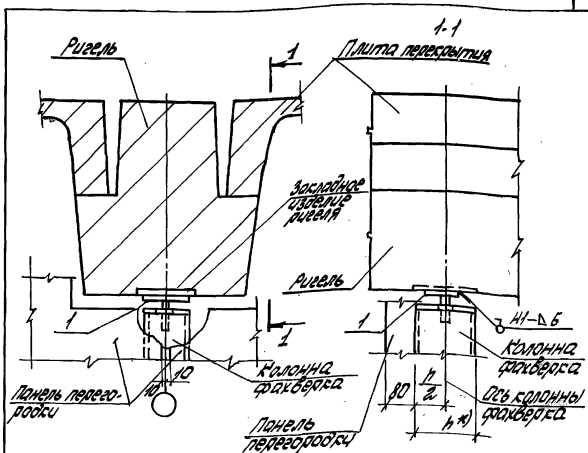 Ригель
1
1-1
Плита перекрытия
Закладное
изделие
ригеля
Ригель
1
1
1
Н1-Δ6
Колонна
фахверка
Колонна
фахверка
10
10
Панель перего-
родки
80
h
2
h*)
Ось колонны
фахверка
Панель
перегородки